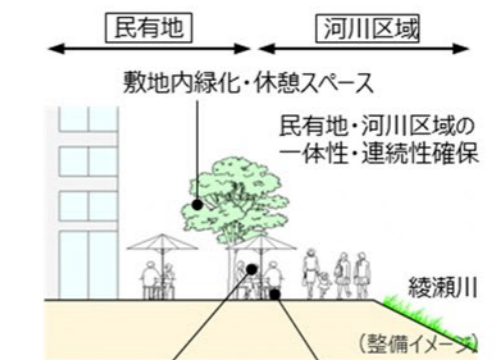 民有地
河川区域
敷地内緑化・休憩スペース
民有地・河川区域の
一体性・連続性確保
綾瀬川
(整備イメージ)